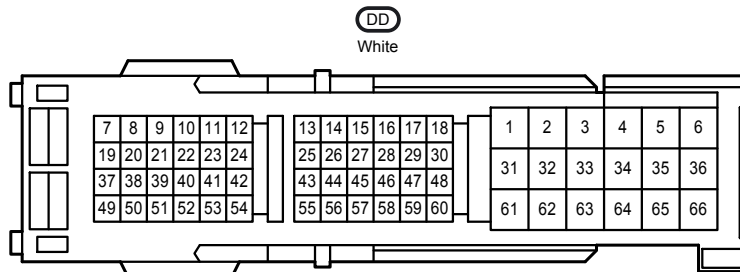 DD
White
7 8 9 10 11 12 13 14 15 16 17 18 1 2 3 4 5 6
19 20 21 22 23 24 25 26 27 28 29 30 31 32 33 34 35 36
37 38 39 40 41 42 43 44 45 46 47 48
49 50 51 52 53 54 55 56 57 58 59 60 61 62 63 64 65 66